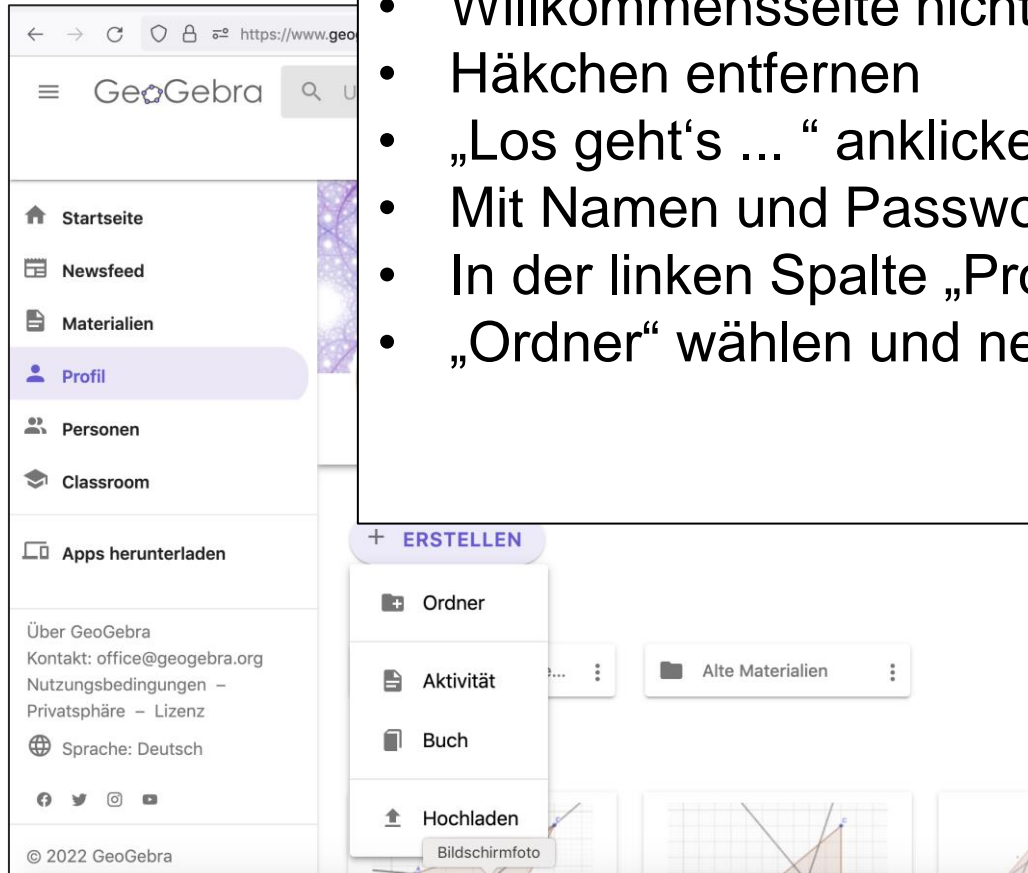 https://www.geo
GeoGebra
U
• Willkommensseite nicht
• Häkchen entfernen
• „Los geht‘s ... “ anklicke
• Mit Namen und Passwo
• In der linken Spalte „Pro
• „Ordner“ wählen und ne
Startseite
Newsfeed
Materialien
Profil
Personen
Classroom
Apps herunterladen
Über GeoGebra
Kontakt: office@geogebra.org
Nutzungsbedingungen –
Privatsphäre – Lizenz
Sprache: Deutsch
© 2022 GeoGebra
+ ERSTELLEN
Ordner
Aktivität
Buch
Hochladen
Bildschirmfoto
e...
Alte Materialien